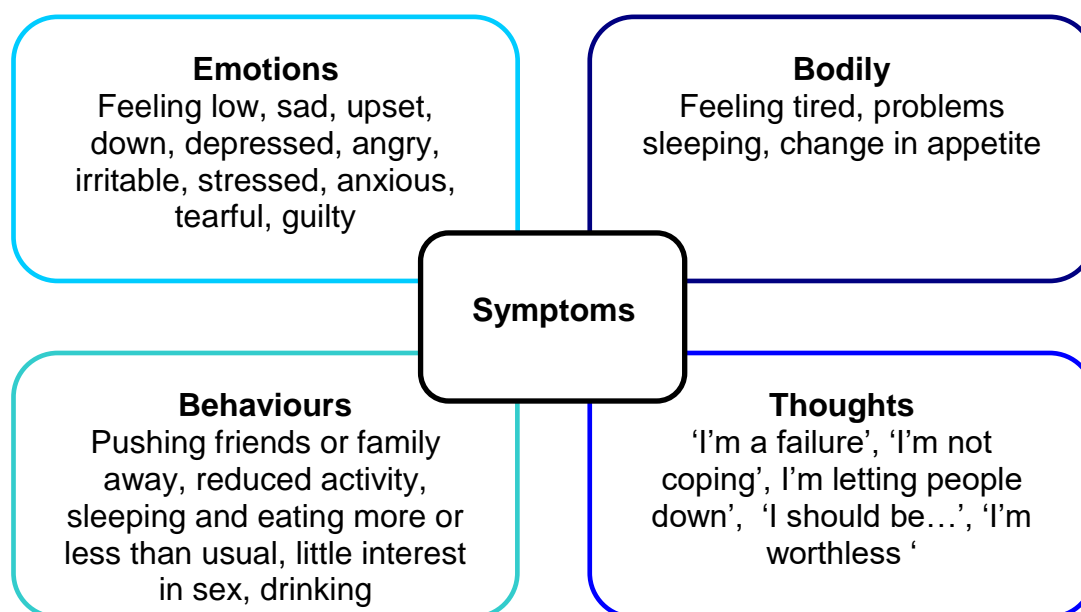 Emotions
Feeling low, sad, upset,
down, depressed, angry,
irritable, stressed, anxious,
tearful, guilty
Bodily
Feeling tired, problems
sleeping, change in appetite
Symptoms
Behaviours
Pushing friends or family
away, reduced activity,
sleeping and eating more or
less than usual, little interest
in sex, drinking
Thoughts
‘I’m a failure’, ‘I’m not
coping’, I’m letting people
down’,  ‘I should be…’, ‘I’m
worthless ‘